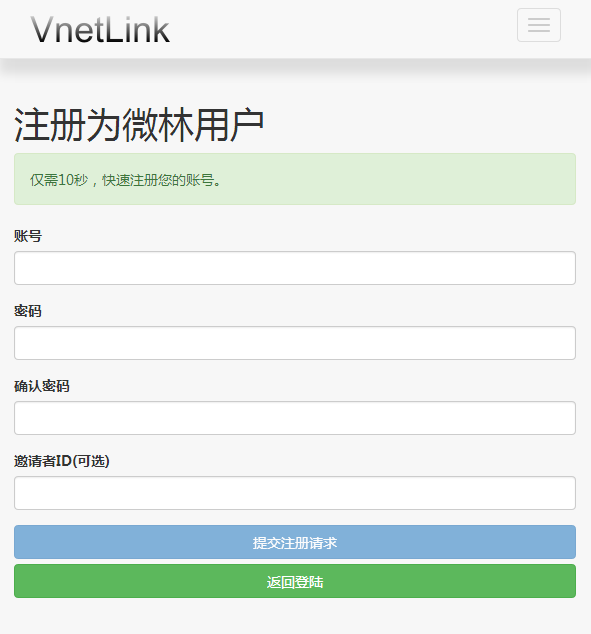 VnetLink
注册为微林用户
仅需10秒，快速注册您的账号。
账号
密码
确认密码
邀请者ID(可选)
提交注册请求
返回登陆